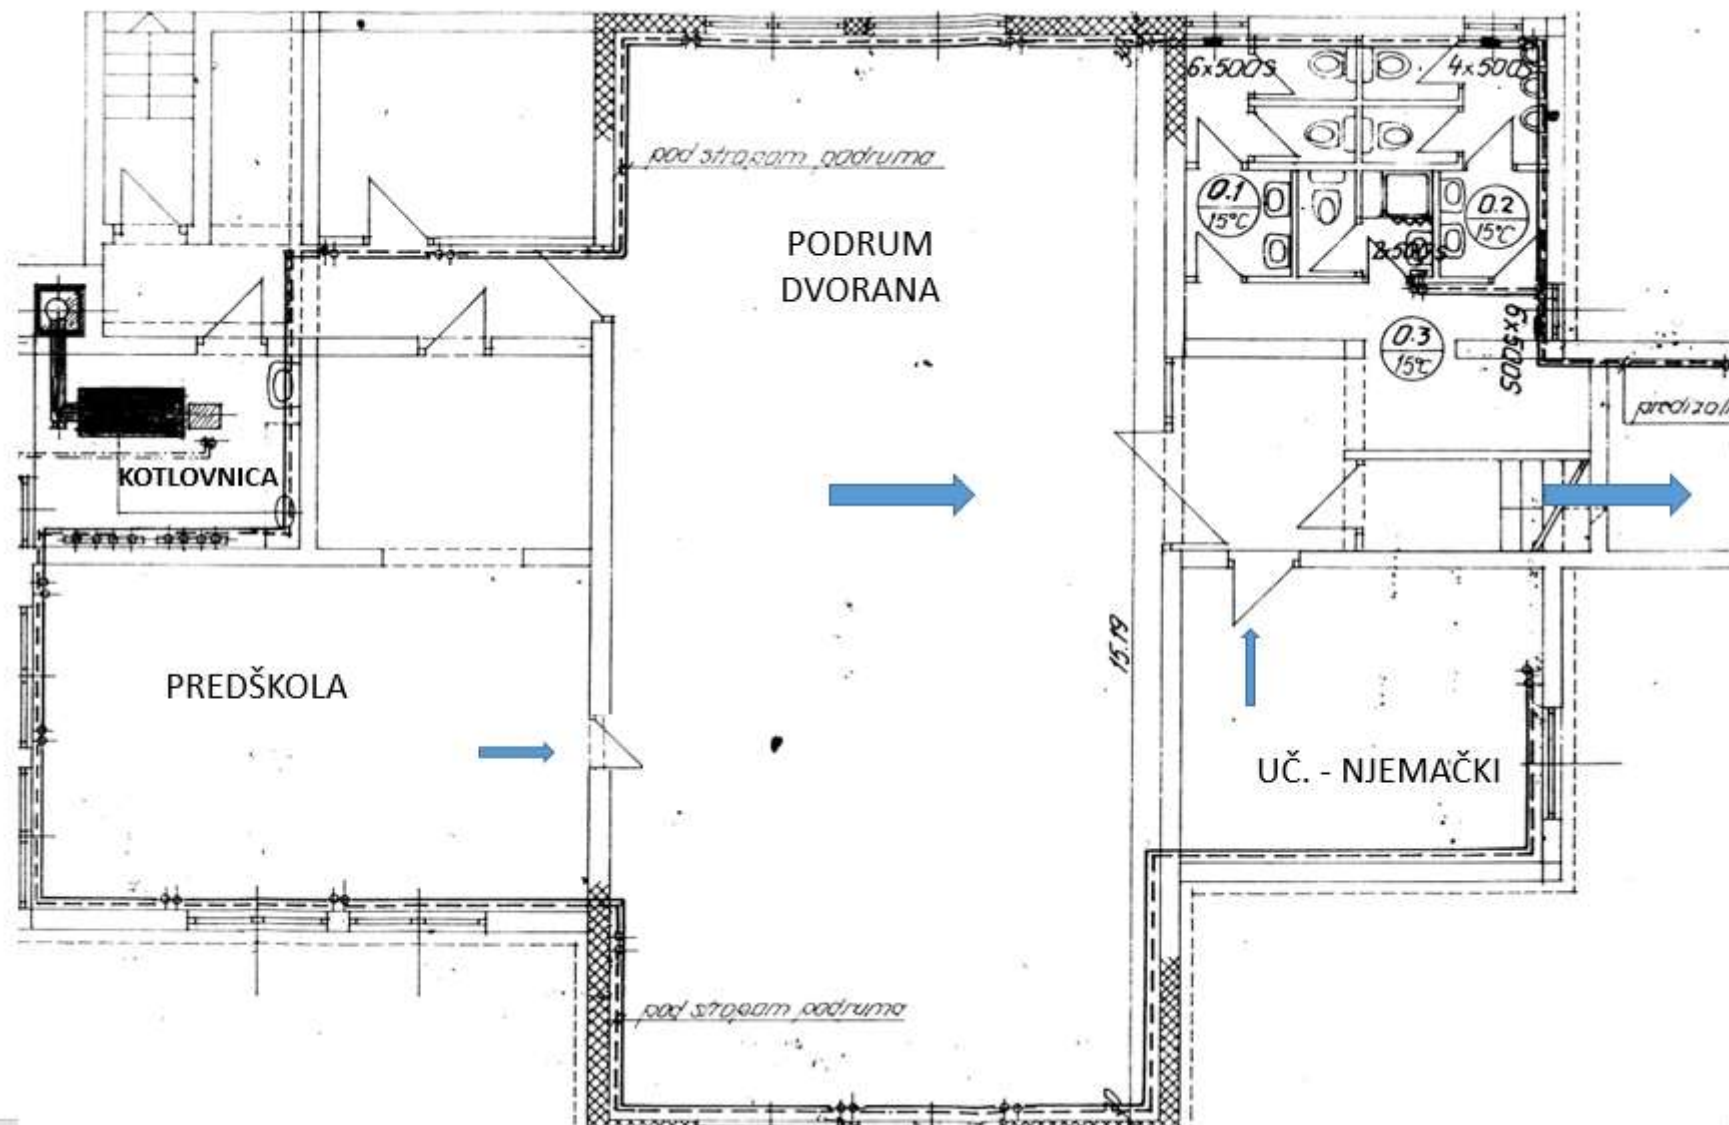 6x500S
4x500S
pod stropom podruma
0.1
15°C
0.2
15°C
PODRUM
DVORANA
2x500S
0.3
15°C
6x500S
KOTLOVNICA
15.19
PREDŠKOLA
UČ. - NJEMAČKI
pod stropom podruma